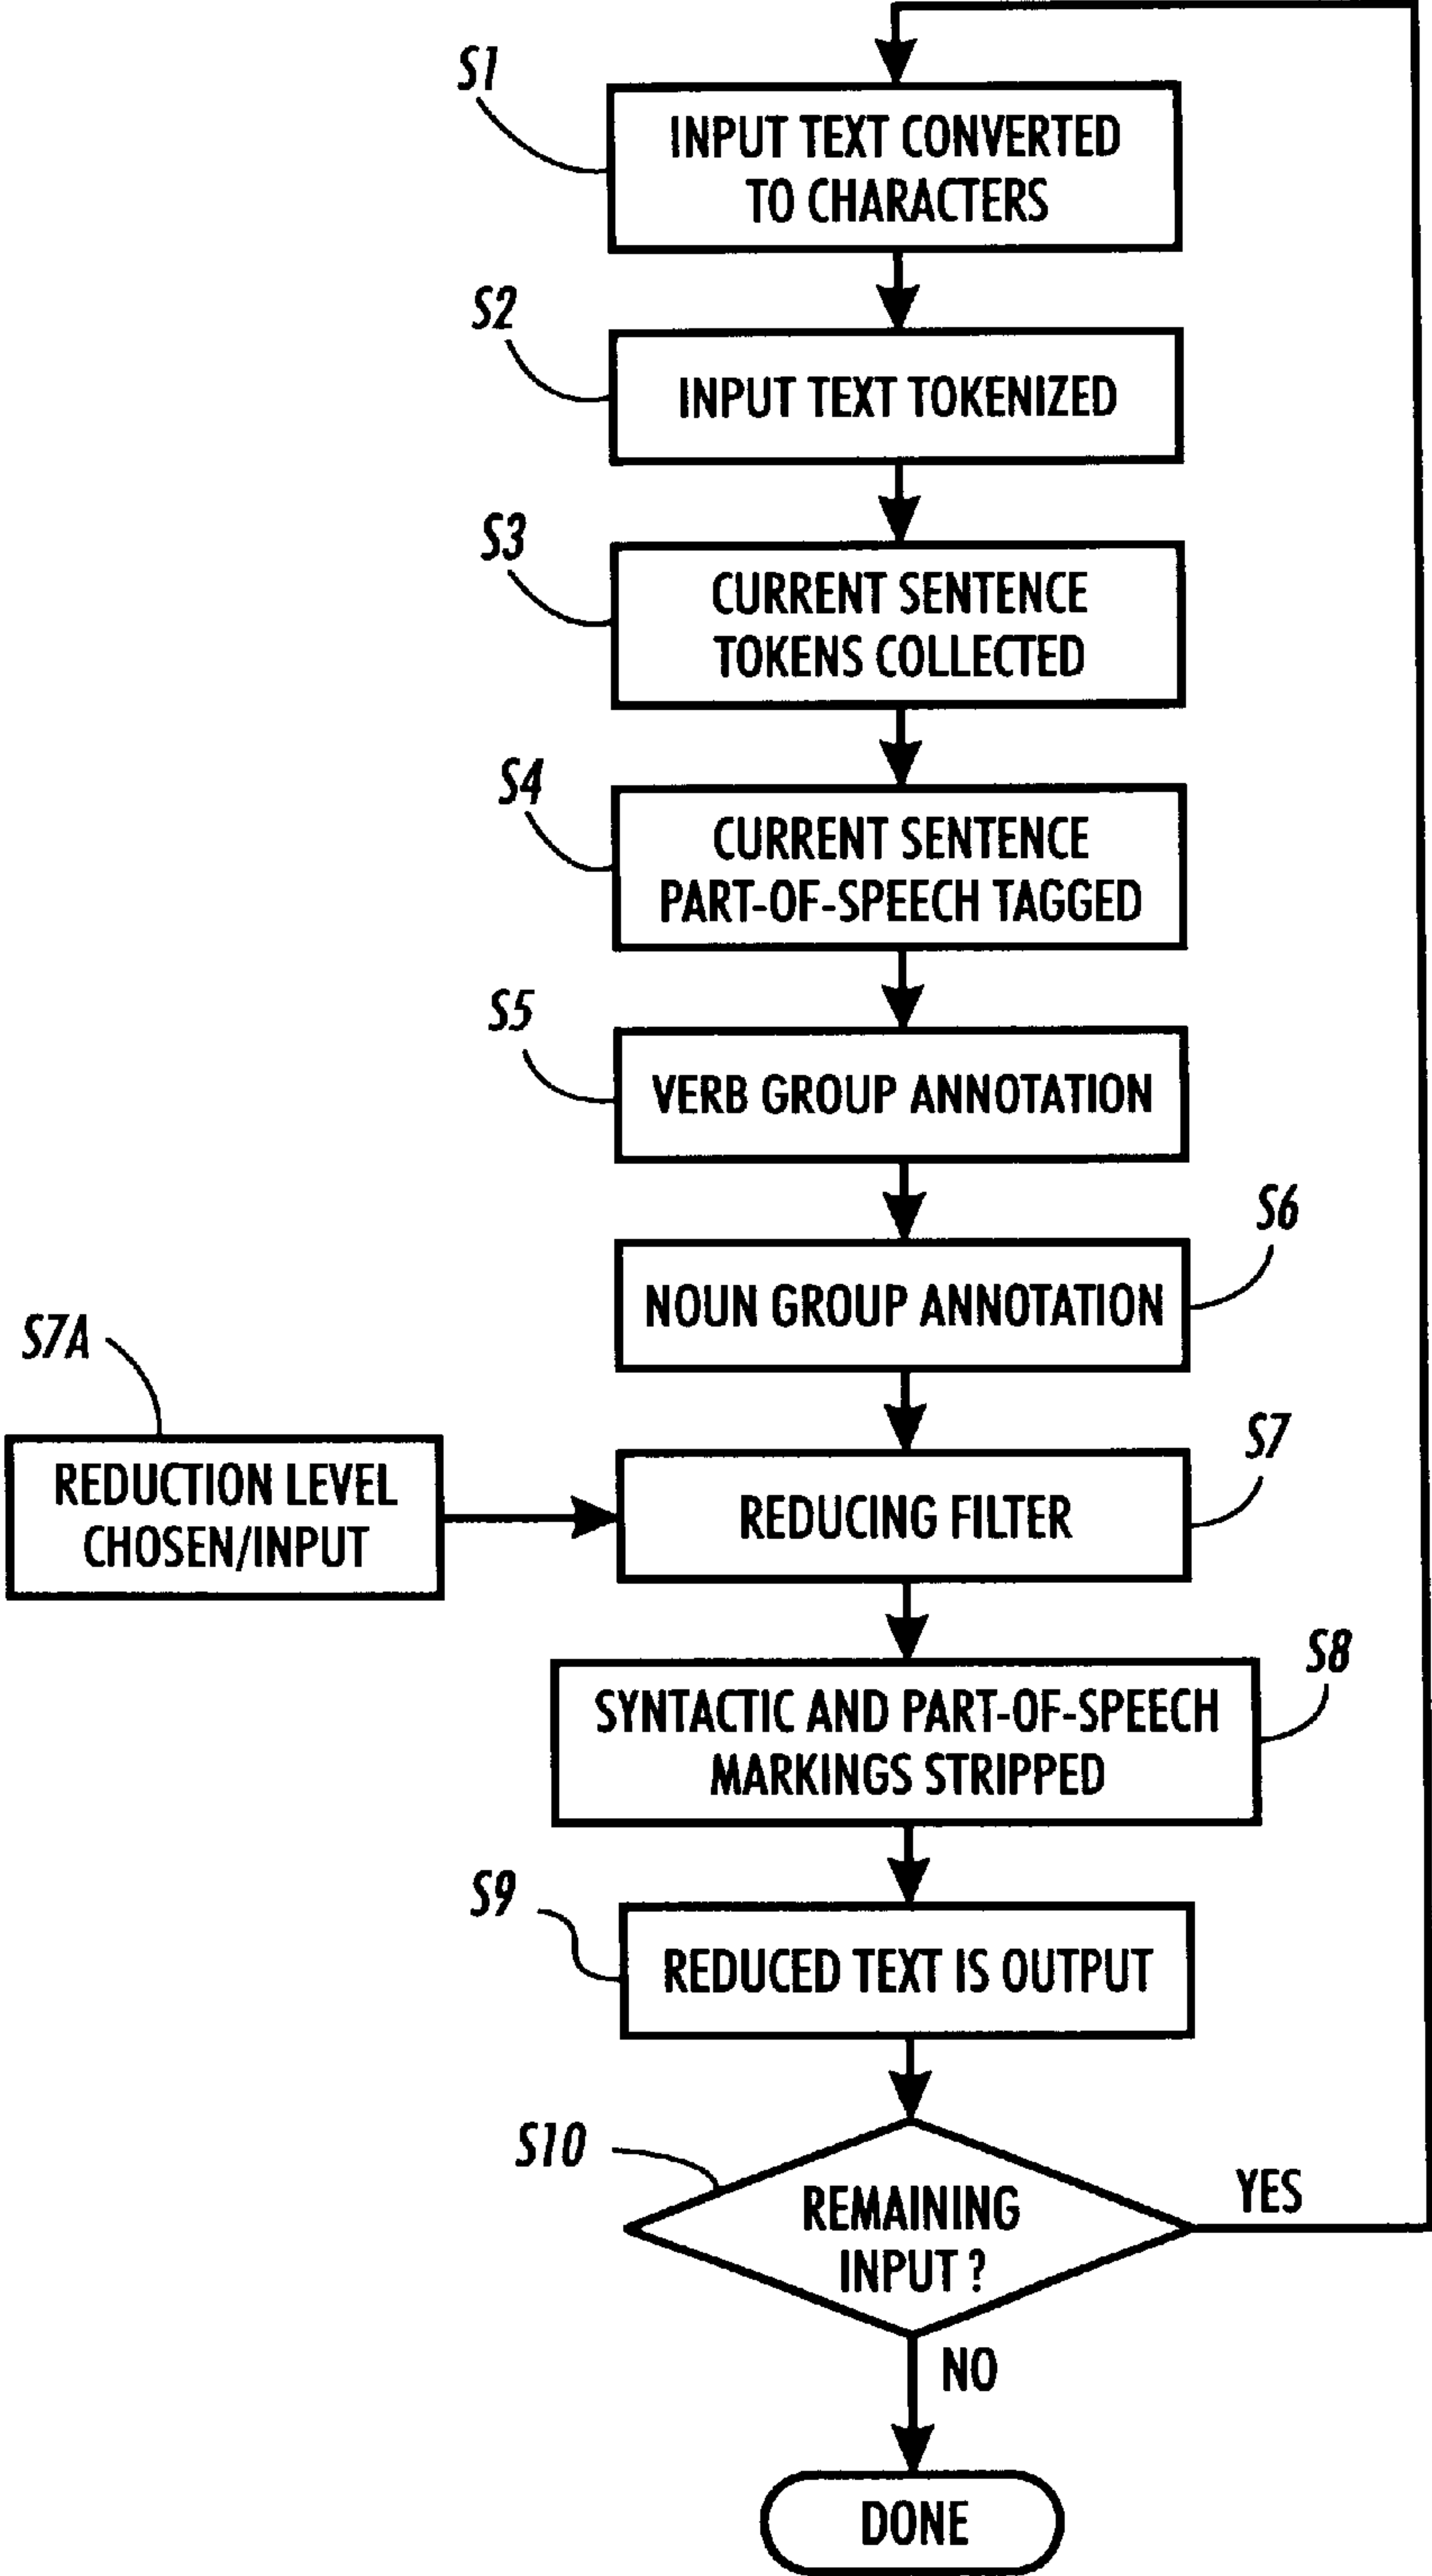 S1
INPUT TEXT CONVERTED
TO CHARACTERS
S2
INPUT TEXT TOKENIZED
S3
CURRENT SENTENCE
TOKENS COLLECTED
S4
CURRENT SENTENCE
PART-OF-SPEECH TAGGED
S5
VERB GROUP ANNOTATION
S6
NOUN GROUP ANNOTATION
S7A
REDUCTION LEVEL
CHOSEN/INPUT
S7
REDUCING FILTER
S8
SYNTACTIC AND PART-OF-SPEECH
MARKINGS STRIPPED
S9
REDUCED TEXT IS OUTPUT
S10
REMAINING
INPUT ?
YES
NO
DONE